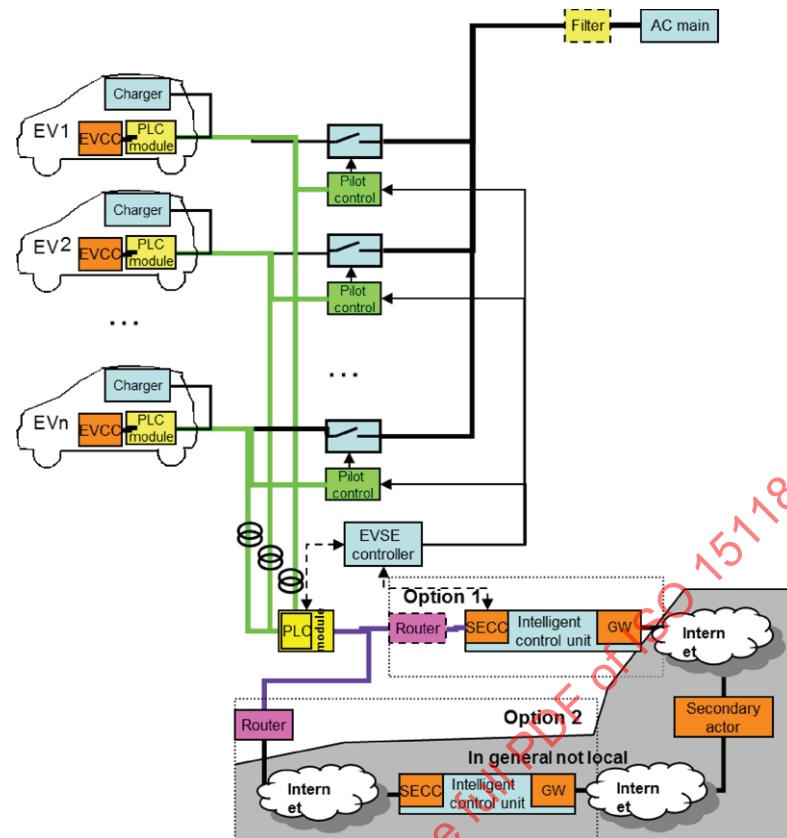 Filter
AC main
Charger
EV1
EVCC
PLC
module
Pilot
control
Charger
EV2
EVCC
PLC
module
Pilot
control
...
...
Charger
EVn
EVCC
PLC
module
Pilot
control
EVSE
controller
Option 1
PLC
module
Router
SECC
Intelligent
control unit
GW
Intern
et
Router
Option 2
Secondary
actor
In general not local
Intern
et
SECC
Intelligent
control unit
GW
Intern
et
e full PDF of ISO 15118